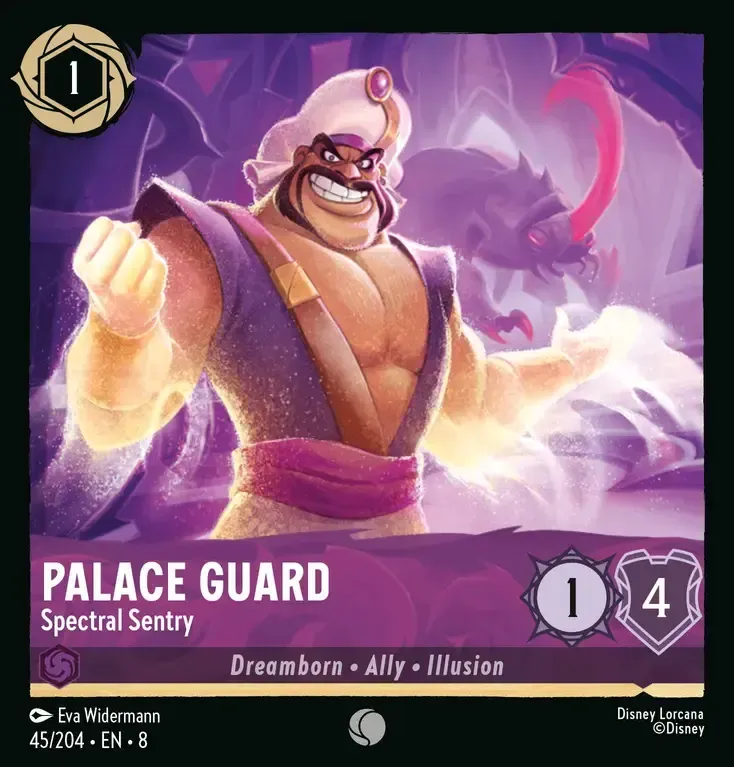 1
PALACE GUARD
Spectral Sentry
1
4
Dreamborn • Ally • Illusion
Eva Widermann
45/204 • EN • 8
Disney Lorcana
©Disney